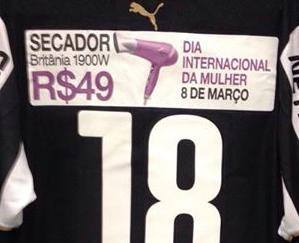 SECADOR
Britânia 1900W
R$49
DIA
INTERNACIONAL
DA MULHER
8 DE MARÇO
18